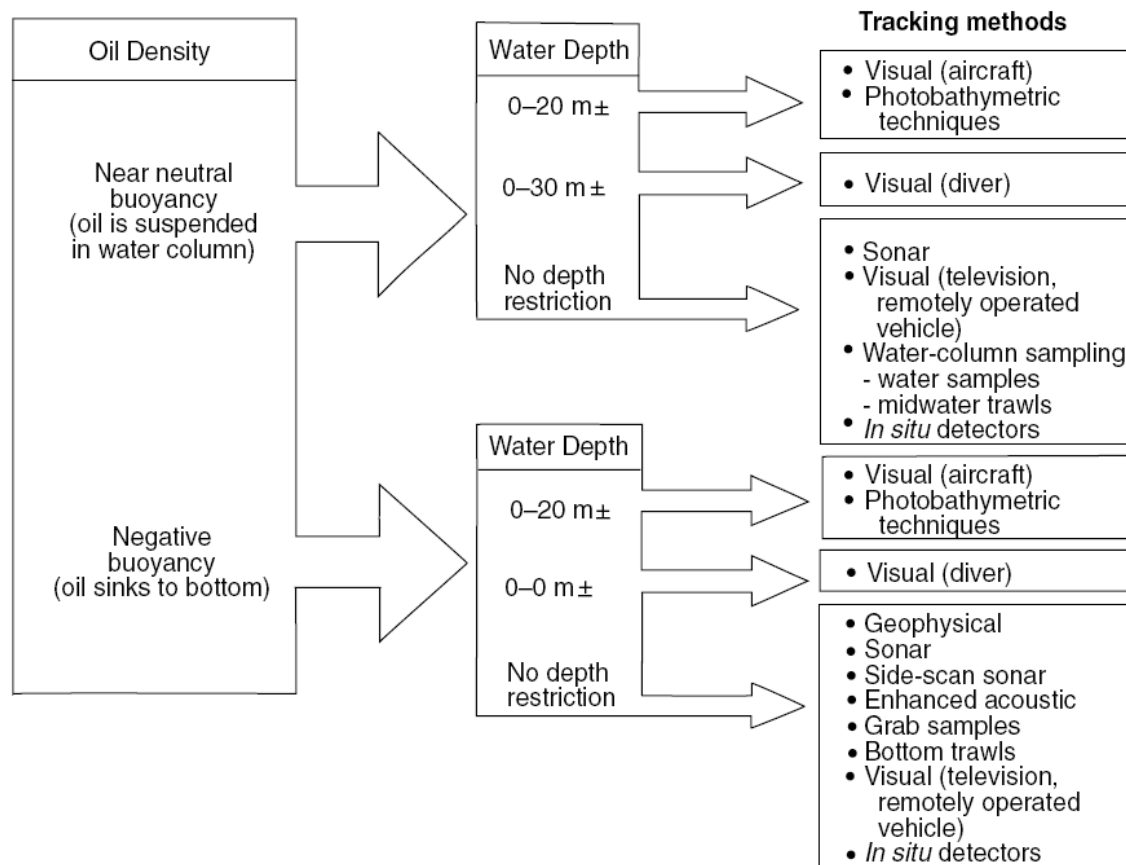 Tracking methods
Oil Density
Water Depth
Near neutral
buoyancy
(oil is suspended
in water column)
0–20 m±
0–30 m±
No depth
restriction
• Visual (aircraft)
• Photobathymetric
techniques
• Visual (diver)
• Sonar
• Visual (television,
remotely operated
vehicle)
• Water-column sampling
- water samples
- midwater trawls
• In situ detectors
Negative
buoyancy
(oil sinks to bottom)
Water Depth
0–20 m±
0–0 m±
No depth
restriction
• Visual (aircraft)
• Photobathymetric
techniques
• Visual (diver)
• Geophysical
• Sonar
• Side-scan sonar
• Enhanced acoustic
• Grab samples
• Bottom trawls
• Visual (television,
remotely operated
vehicle)
• In situ detectors